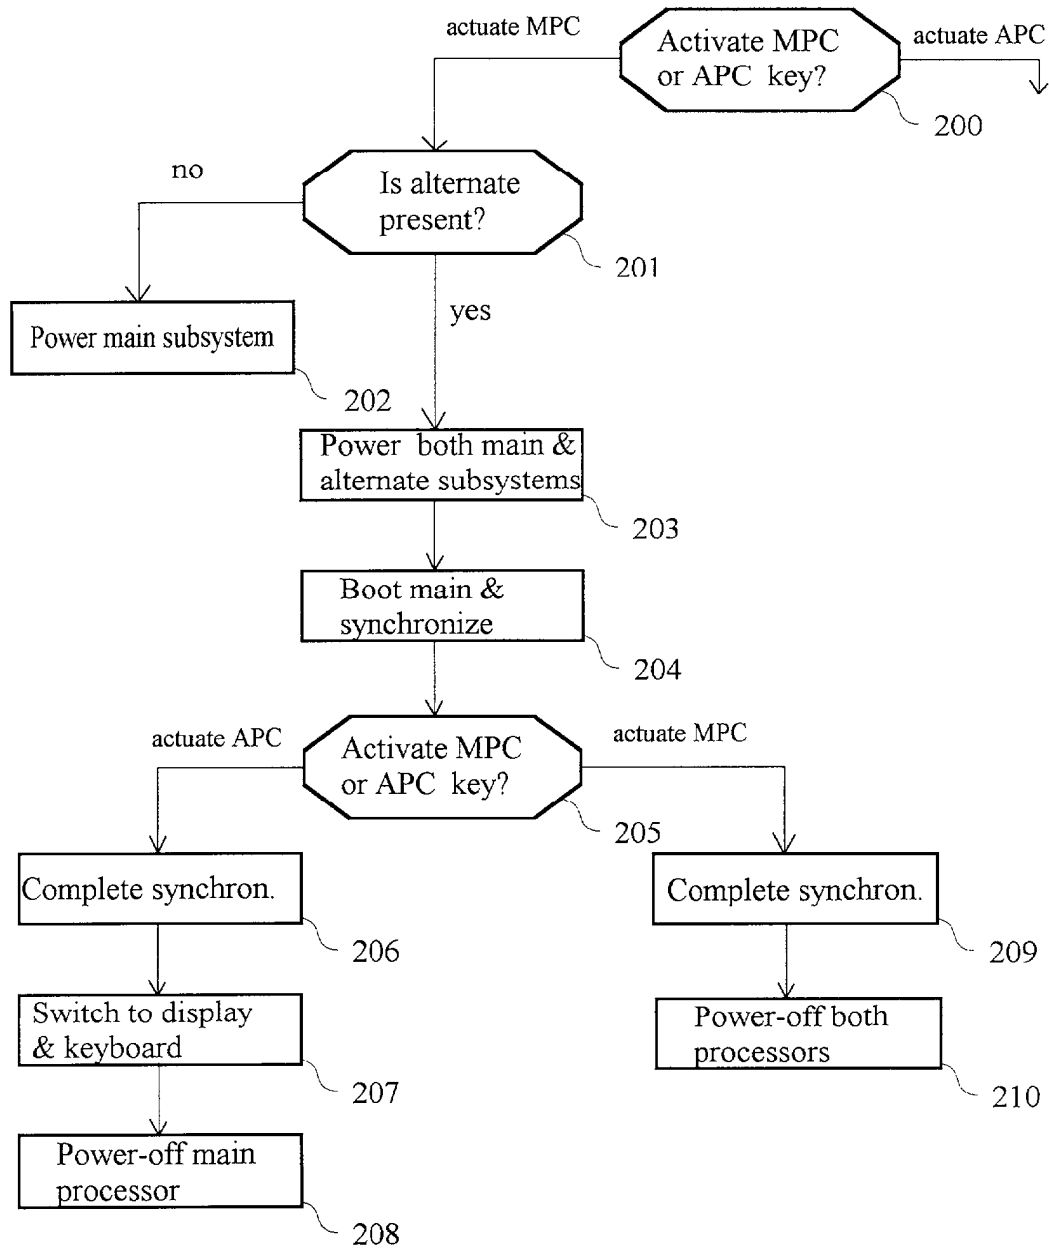 actuate MPC
Activate MPC
or APC key?
actuate APC
200
no
Is alternate
present?
201
yes
Power main subsystem
202
Power both main &
alternate subsystems
203
Boot main &
synchronize
204
actuate APC
Activate MPC
or APC key?
actuate MPC
205
Complete synchron.
206
Complete synchron.
209
Switch to display
& keyboard
207
Power-off both
processors
210
Power-off main
processor
208